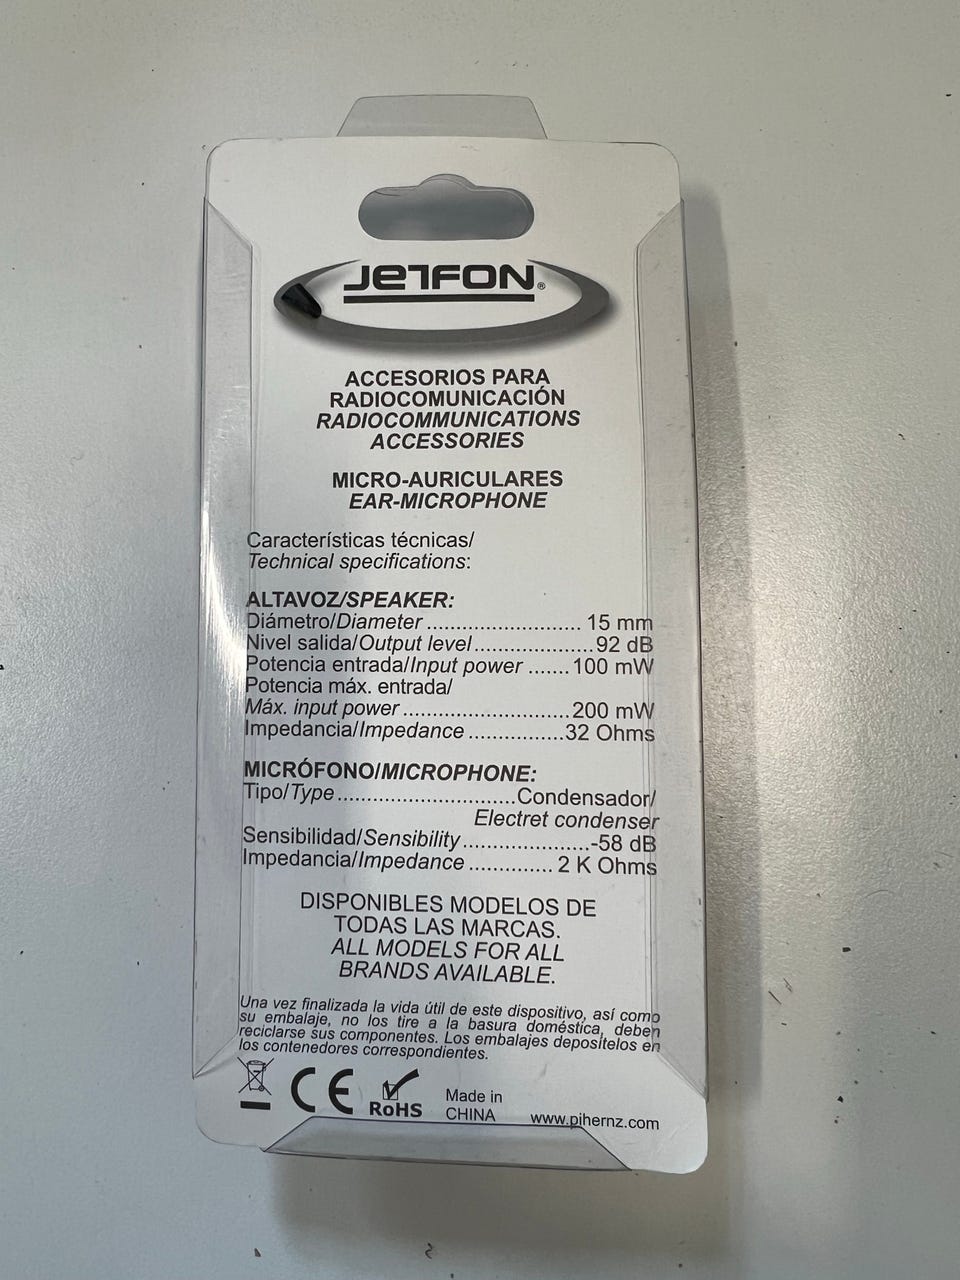 JETFON®
ACCESORIOS PARA
RADIOCOMUNICACIÓN
RADIOCOMMUNICATIONS
ACCESSORIES
MICRO-AURICULARES
EAR-MICROPHONE
Características técnicas/
Technical specifications:
ALTAVOZ/SPEAKER:
Diámetro/Diameter .......................... 15 mm
Nivel salida/Output level....................92 dB
Potencia entrada/Input power .......100 mW
Potencia máx. entrada/
Máx. input power ............................200 mW
Impedancia/Impedance ................32 Ohms
MICRÓFONO/MICROPHONE:
Tipo/Type..............................Condensador/
Electret condenser
Sensibilidad/Sensibility......................-58 dB
Impedancia/Impedance .............. 2 K Ohms
DISPONIBLES MODELOS DE
TODAS LAS MARCAS.
ALL MODELS FOR ALL
BRANDS AVAILABLE.
Una vez finalizada la vida útil de este dispositivo, así como
su embalaje, no los tire a la basura doméstica, deben
reciclarse sus componentes. Los embalajes deposítelos en
los contenedores correspondientes.
CE
RoHS
Made in
CHINA
www.pihernz.com